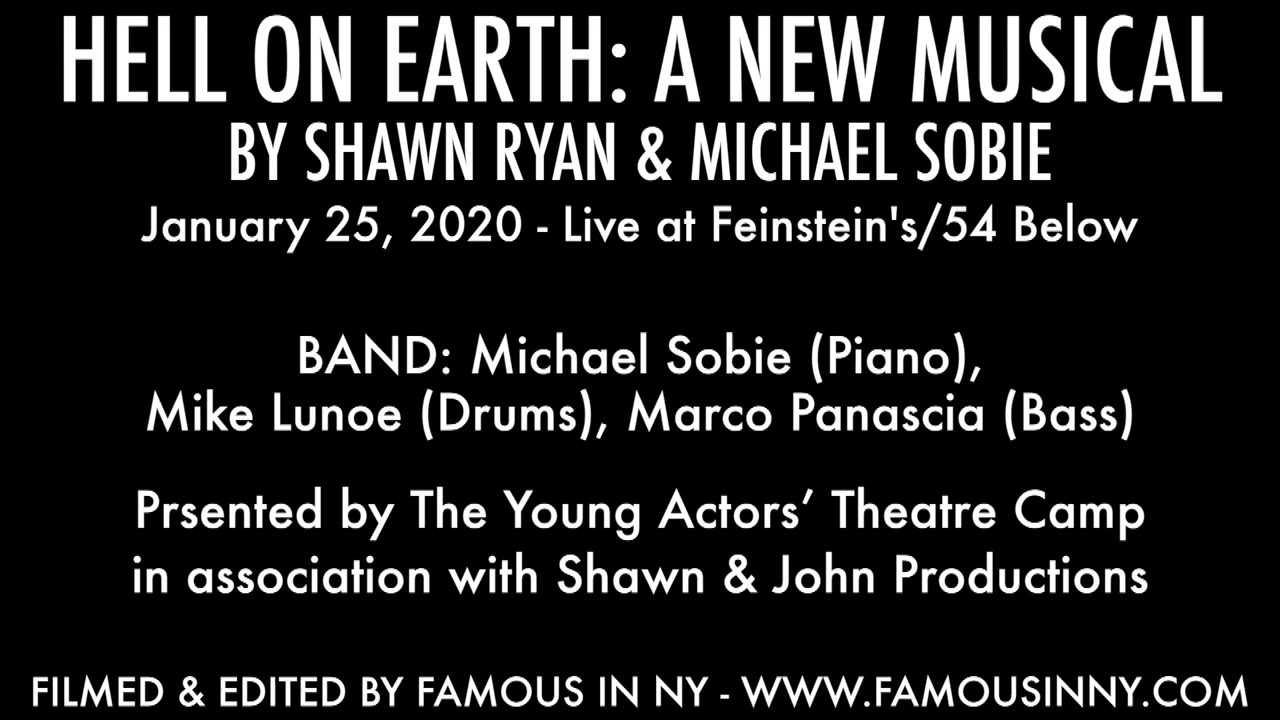 HELL ON EARTH: A NEW MUSICAL
BY SHAWN RYAN & MICHAEL SOBIE
January 25, 2020 - Live at Feinstein's/54 Below
BAND: Michael Sobie (Piano),
Mike Lunoe (Drums), Marco Panascia (Bass)
Prsented by The Young Actors’ Theatre Camp
in association with Shawn & John Productions
FILMED & EDITED BY FAMOUS IN NY - WWW.FAMOUSINNY.COM